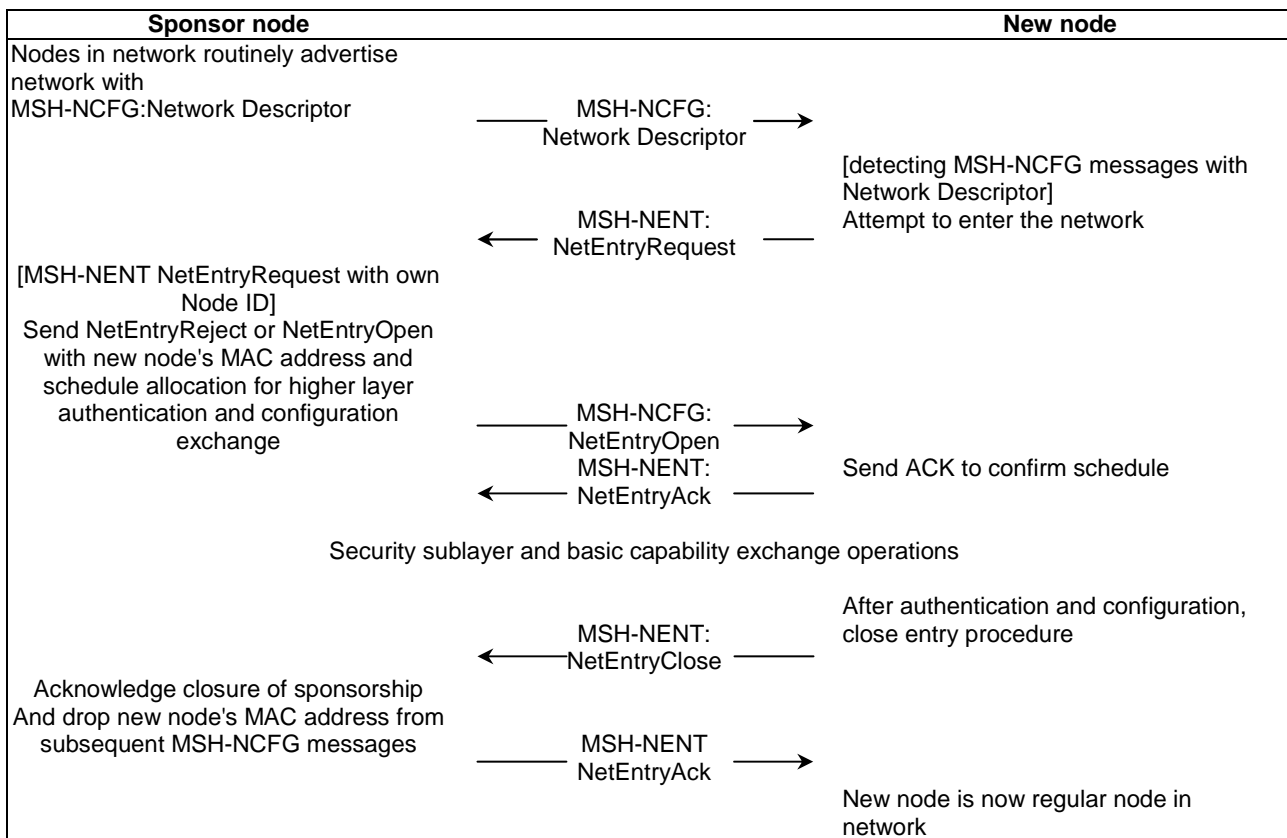 Sponsor node
New node
Nodes in network routinely advertise
network with
MSH-NCFG:Network Descriptor
MSH-NCFG:
Network Descriptor
[detecting MSH-NCFG messages with
Network Descriptor]
Attempt to enter the network
MSH-NENT:
NetEntryRequest
[MSH-NENT NetEntryRequest with own
Node ID]
Send NetEntryReject or NetEntryOpen
with new node's MAC address and
schedule allocation for higher layer
authentication and configuration
exchange
MSH-NCFG:
NetEntryOpen
MSH-NENT:
NetEntryAck
Send ACK to confirm schedule
Security sublayer and basic capability exchange operations
After authentication and configuration,
close entry procedure
MSH-NENT:
NetEntryClose
Acknowledge closure of sponsorship
And drop new node's MAC address from
subsequent MSH-NCFG messages
MSH-NENT
NetEntryAck
New node is now regular node in
network